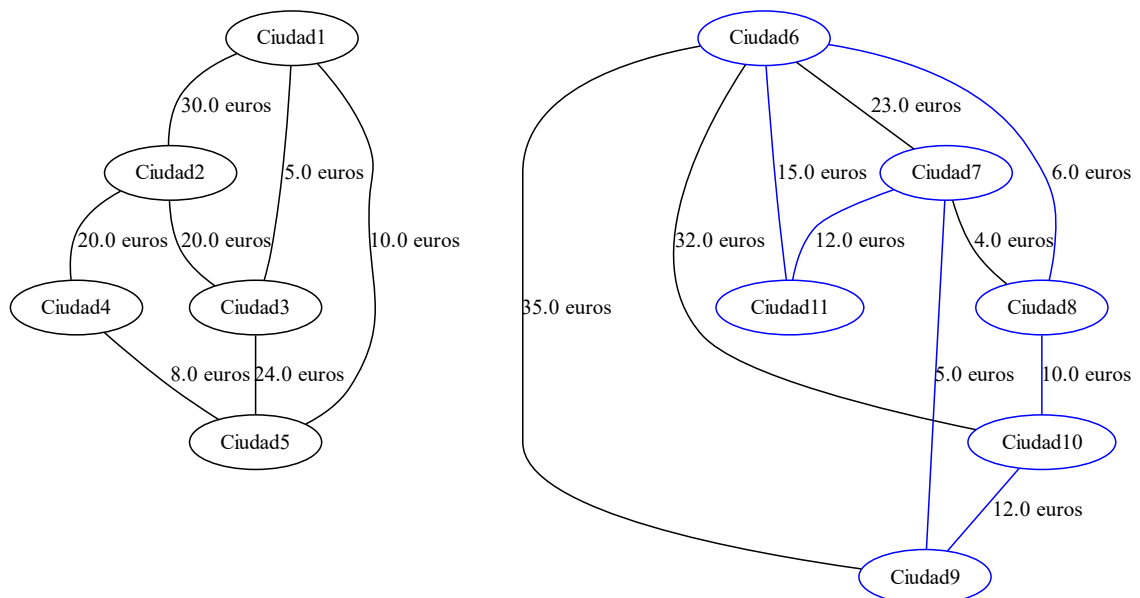 Ciudad1
Ciudad6
30.0 euros
23.0 euros
Ciudad2
5.0 euros
15.0 euros
Ciudad7
6.0 euros
20.0 euros
20.0 euros
10.0 euros
32.0 euros
12.0 euros
4.0 euros
Ciudad4
Ciudad3
35.0 euros
Ciudad11
Ciudad8
8.0 euros
24.0 euros
5.0 euros
10.0 euros
Ciudad5
Ciudad10
12.0 euros
Ciudad9